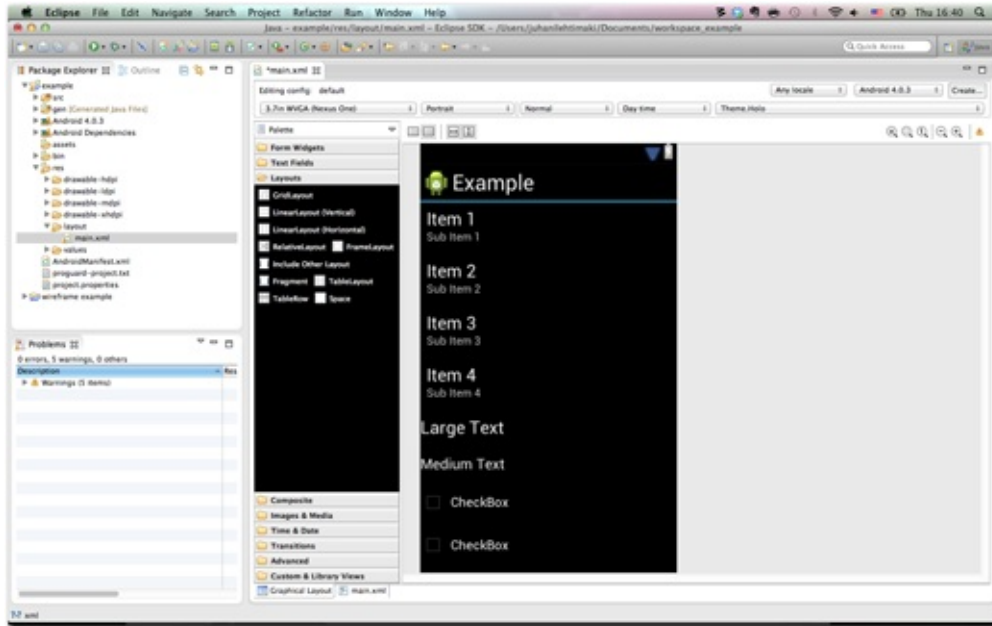 Eclipse File Edit Navigate Search Project Refactor Run Window Help
Thu 16:40
Java - example/res/layout/main.xml - Eclipse SDK - /Users/juhanilehtimaki/Documents/workspace_example
Quick Access
Java
Package Explorer
Outline
example
src
gen [Generated Java Files]
Android 4.0.3
Android Dependencies
assets
bin
res
drawable-hdpi
drawable-ldpi
drawable-mdpi
drawable-xhdpi
layout
main.xml
values
AndroidManifest.xml
proguard-project.txt
project.properties
wireframe example
Problems
0 errors, 5 warnings, 0 others
Description
Res
Warnings (5 items)
*main.xml
Editing config: default
Any locale
Android 4.0.3
Create...
3.7in WVGA (Nexus One)
Portrait
Normal
Day time
Theme.Holo
Palette
Form Widgets
Text Fields
Layouts
GridLayout
LinearLayout (Vertical)
LinearLayout (Horizontal)
RelativeLayout FrameLayout
Include Other Layout
Fragment TableLayout
TableRow Space
Composite
Images & Media
Time & Date
Transitions
Advanced
Custom & Library Views
Graphical Layout
main.xml
Example
Item 1
Sub Item 1
Item 2
Sub Item 2
Item 3
Sub Item 3
Item 4
Sub Item 4
Large Text
Medium Text
CheckBox
CheckBox
xml